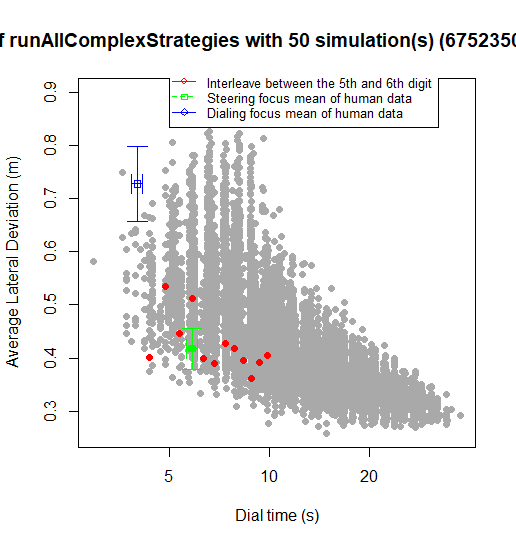 f runAllComplexStrategies with 50 simulation(s) (6752350
Interleave between the 5th and 6th digit
Steering focus mean of human data
Dialing focus mean of human data
Average Lateral Deviation (m)
0.9
0.8
0.7
0.6
0.5
0.4
0.3
5 10 20
Dial time (s)